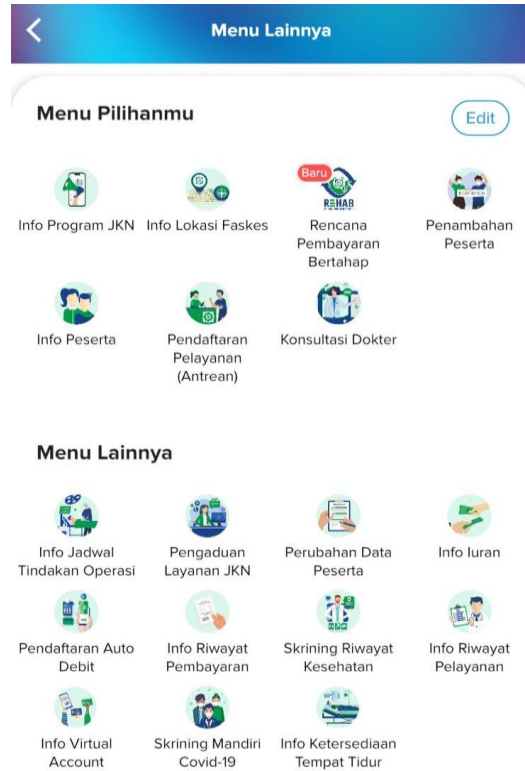 Menu Lainnya
Menu Pilihanmu
Edit
Info Program JKN
Info Lokasi Faskes
Baru
REHAB
Rencana
Pembayaran
Bertahap
Penambahan
Peserta
Info Peserta
Pendaftaran
Pelayanan
(Antrean)
Konsultasi Dokter
Menu Lainnya
Info Jadwal
Tindakan Operasi
Pengaduan
Layanan JKN
Perubahan Data
Peserta
Info Iuran
Pendaftaran Auto
Debit
Info Riwayat
Pembayaran
Skrining Riwayat
Kesehatan
Info Riwayat
Pelayanan
Info Virtual
Account
Skrining Mandiri
Covid-19
Info Ketersediaan
Tempat Tidur